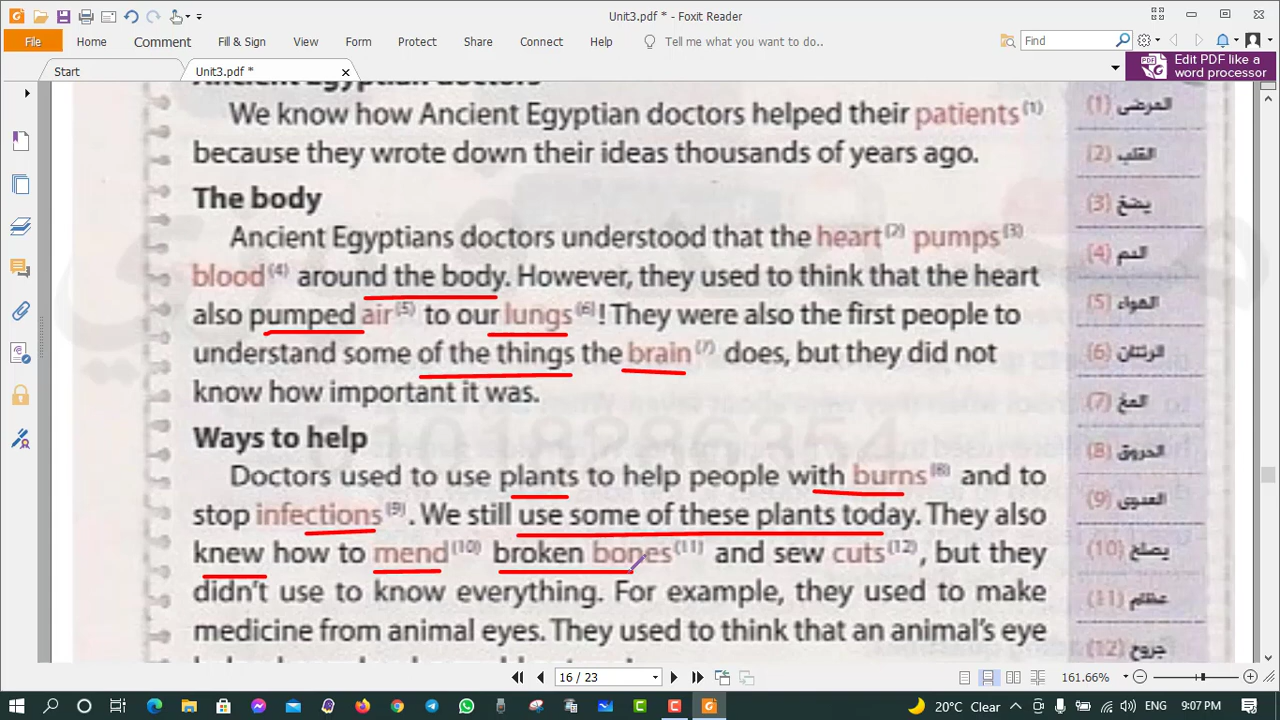 Unit3.pdf * - Foxit Reader
File Home Comment Fill & Sign View Form Protect Share Connect Help Tell me what you want to do.. Find
Start Unit3.pdf * Edit PDF like a word processor
Ancient Egyptian doctors
We know how Ancient Egyptian doctors helped their patients(1)
because they wrote down their ideas thousands of years ago.
The body
Ancient Egyptians doctors understood that the heart(2) pumps(3)
blood(4) around the body. However, they used to think that the heart
also pumped air(5) to our lungs(6)! They were also the first people to
understand some of the things the brain(7) does, but they did not
know how important it was.
Ways to help
Doctors used to use plants to help people with burns(8) and to
stop infections(9). We still use some of these plants today. They also
knew how to mend(10) broken bones(11) and sew cuts(12), but they
didn't use to know everything. For example, they used to make
medicine from animal eyes. They used to think that an animal's eye
(1) المرضى
(2) القلب
(3) يضخ
(4) الدم
(5) الهواء
(6) الرئتان
(7) المخ
(8) الحروق
(9) العدوى
(10) يصلح
(11) عظام
(12) جروح
16 / 23 161.66%
20°C Clear ENG 9:07 PM